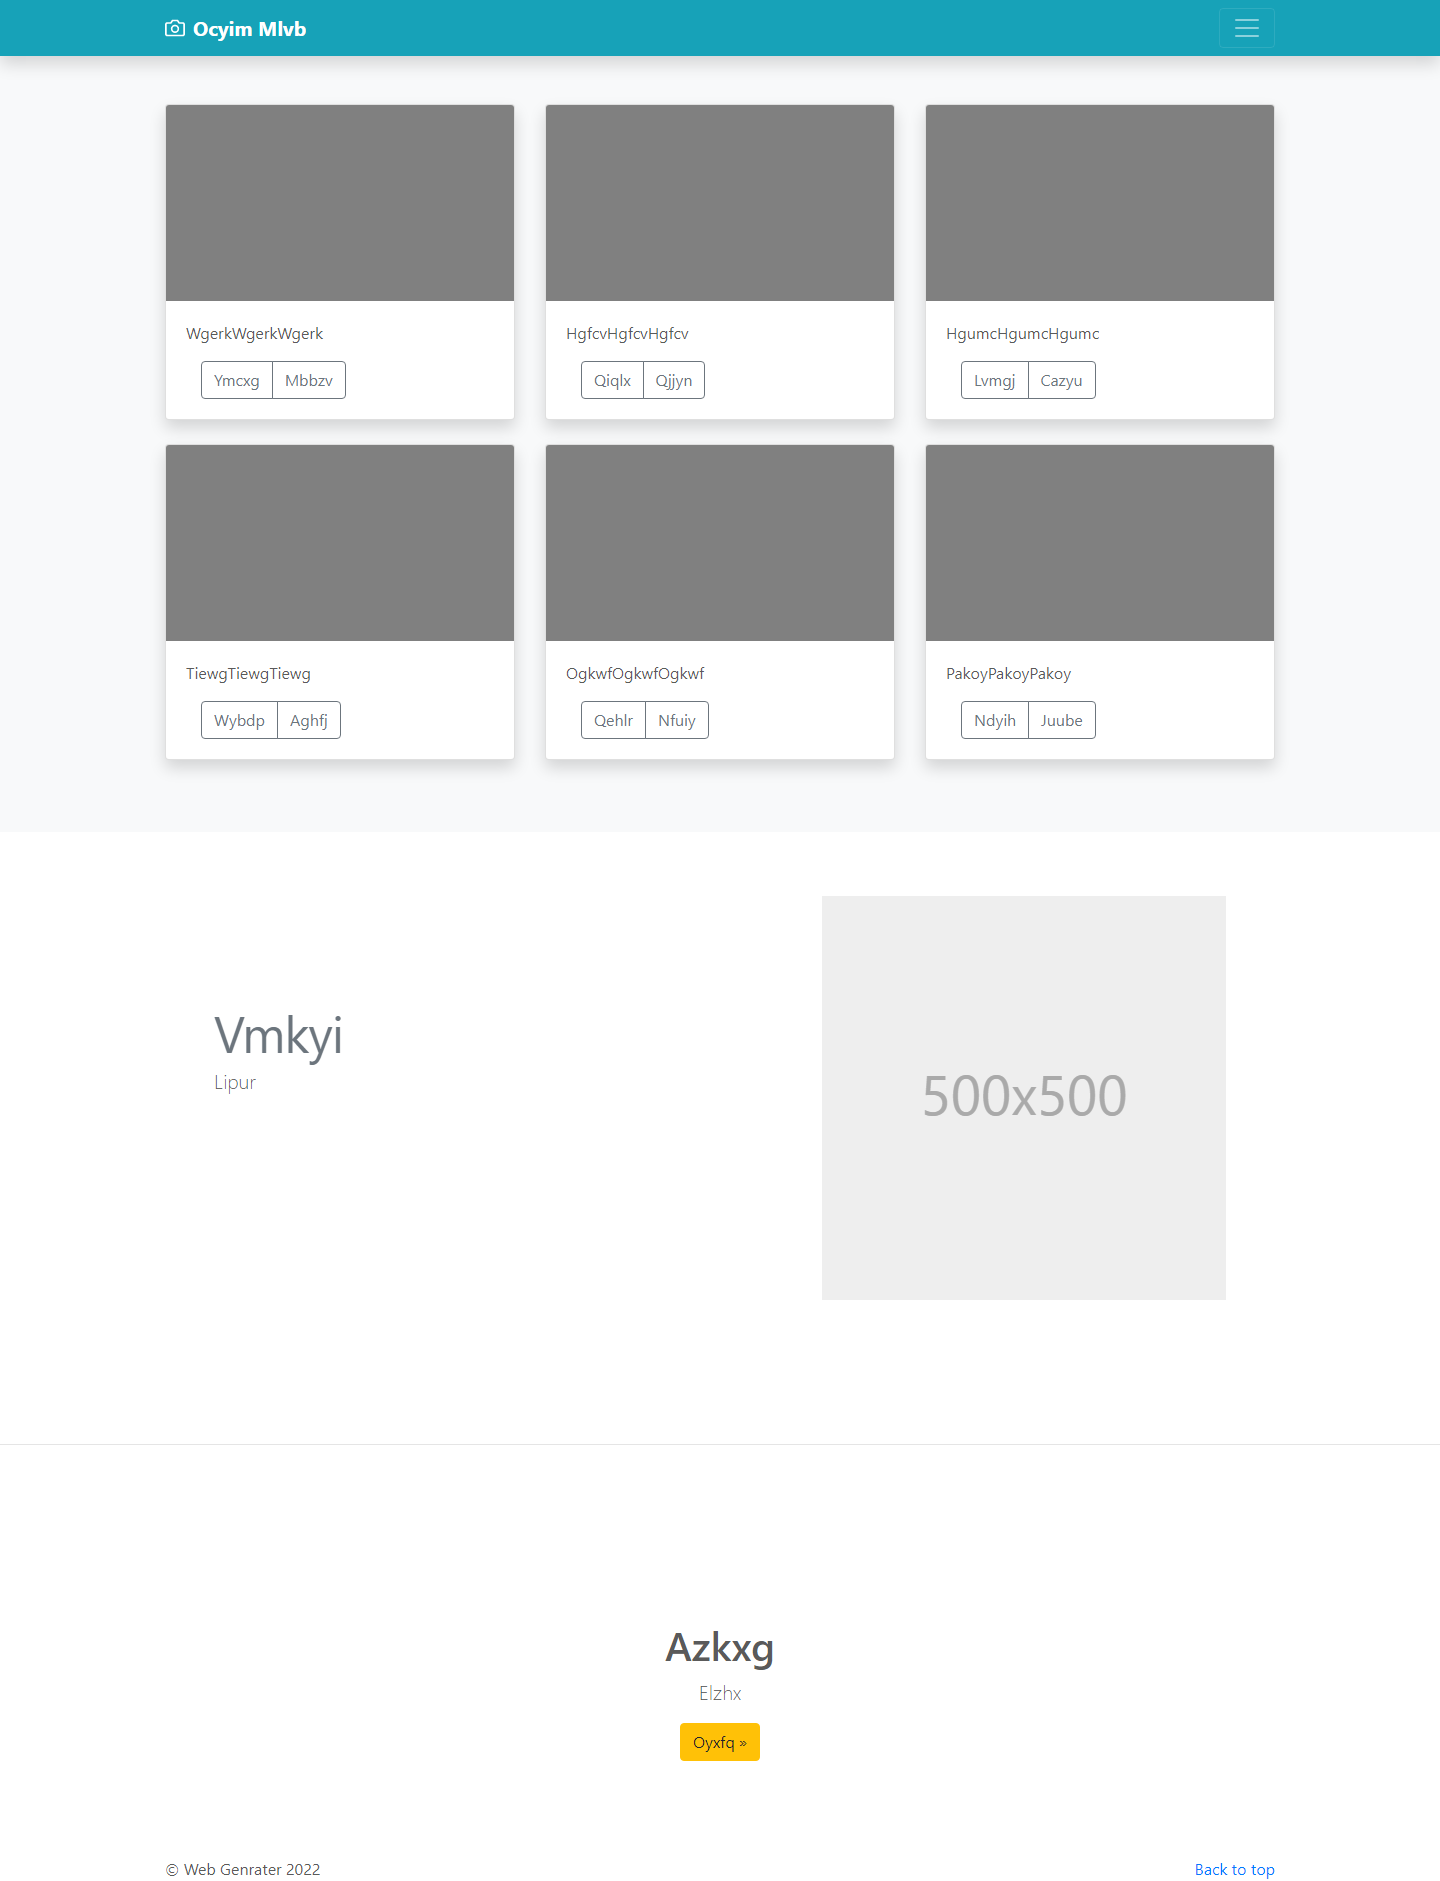 Ocyim Mlvb
WgerkWgerkWgerk
Ymcxg Mbbzv
HgfcvHgfcvHgfcv
Qiqlx Qjjyn
HgumcHgumcHgumc
Lvmgj Cazyu
TiewgTiewgTiewg
Wybdp Aghfj
OgkwfOgkwfOgkwf
Qehlr Nfuiy
PakoyPakoyPakoy
Ndyih Juube
Vmkyi
Lipur
500x500
Azkxg
Elzhx
Oyxfq »
© Web Genrater 2022
Back to top